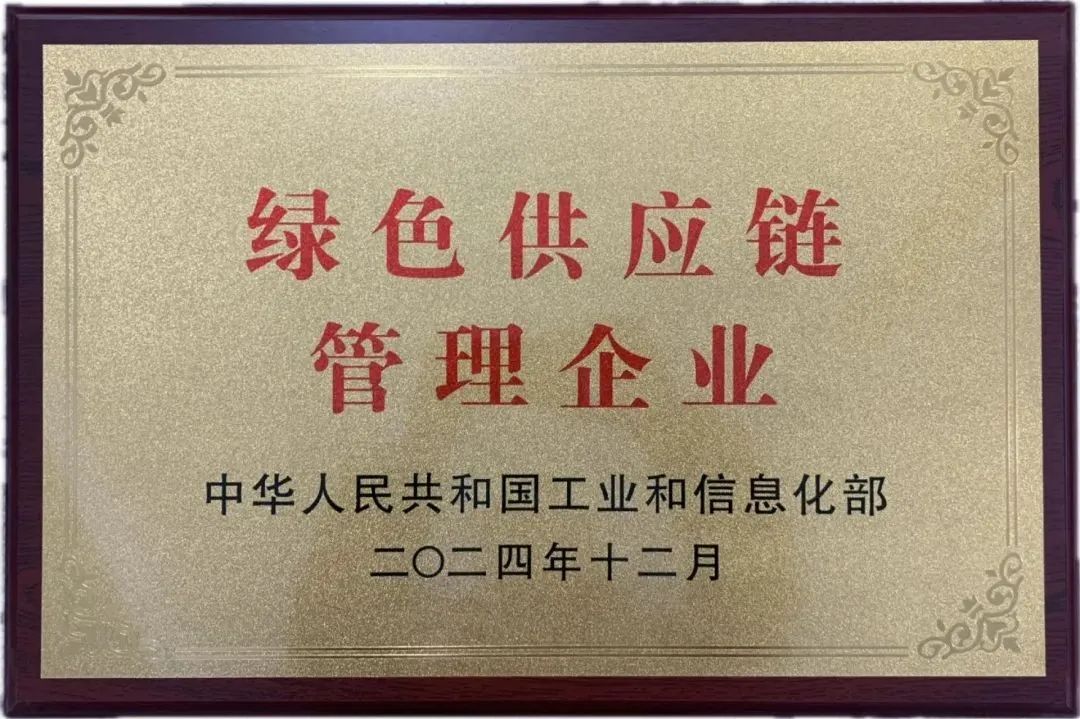 绿色供应链
管理企业
中华人民共和国工业和信息化部
二〇二四年十二月